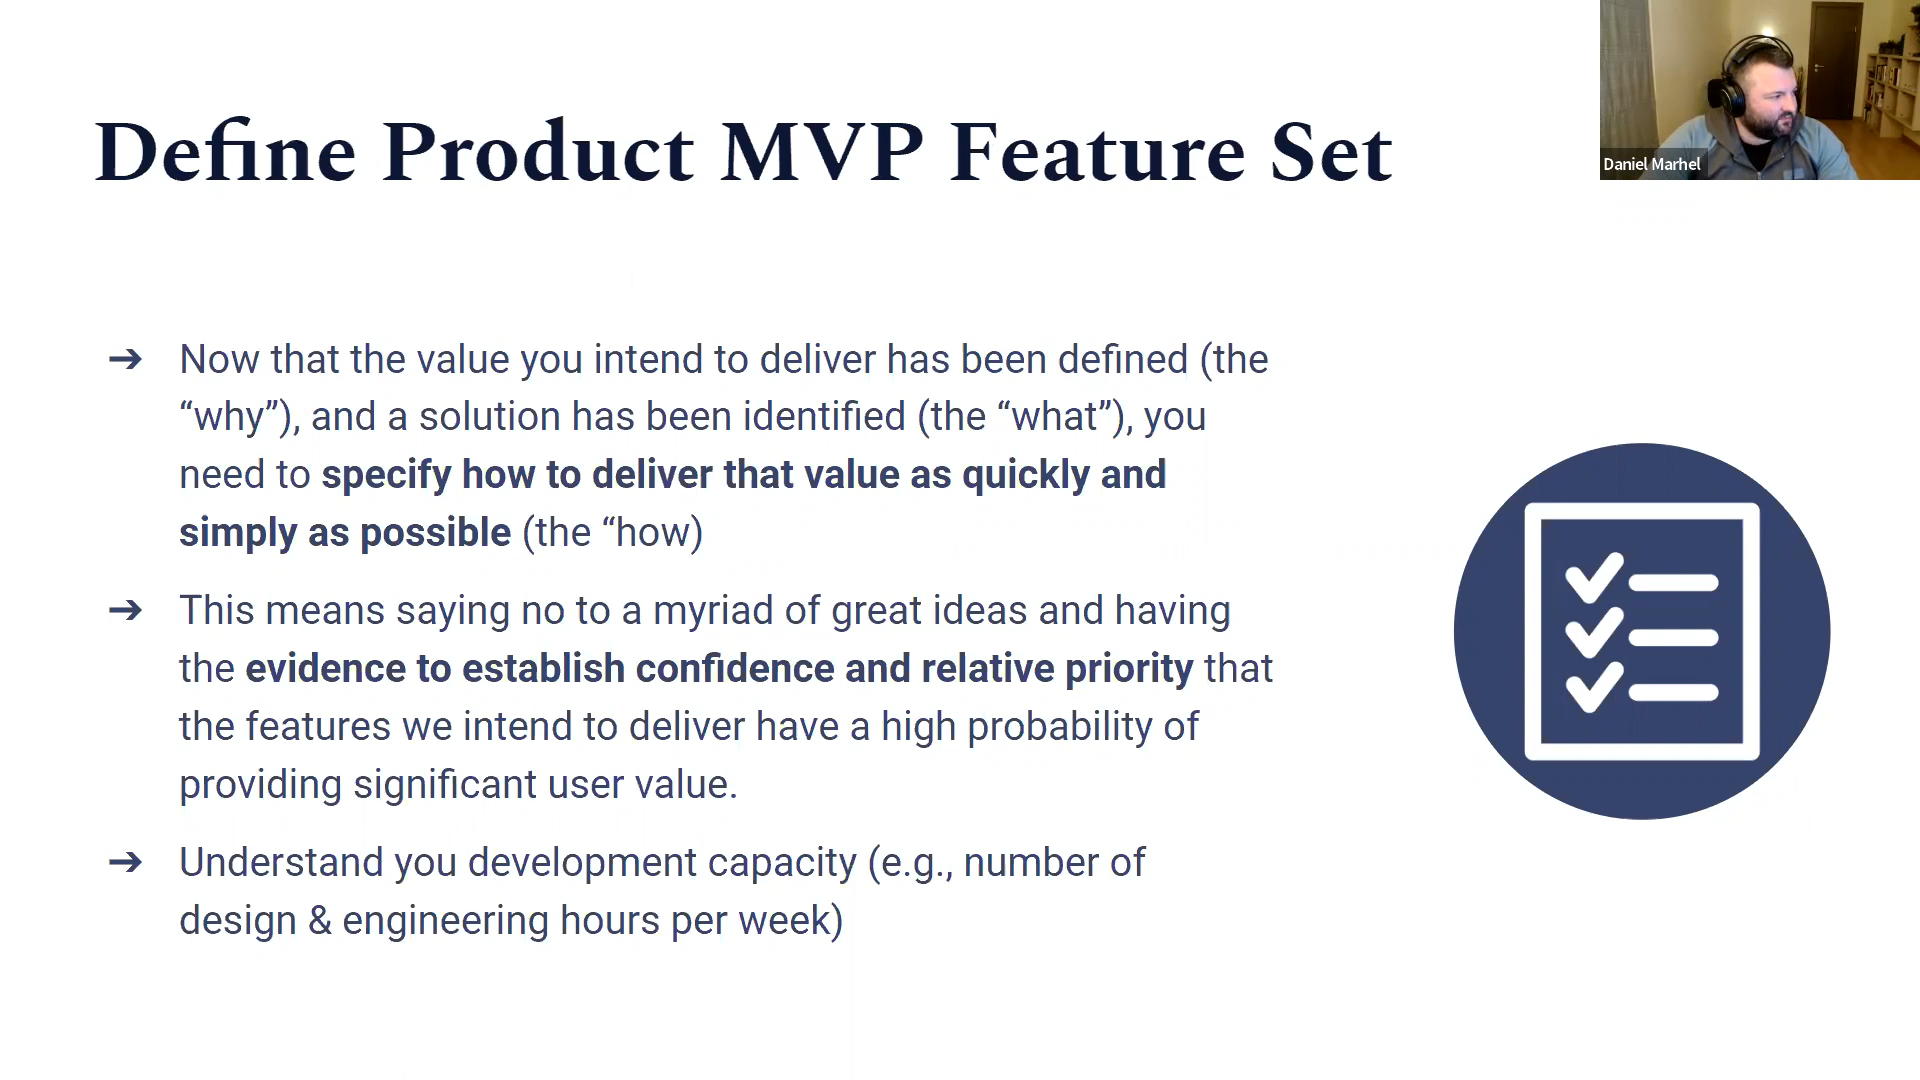 Define Product MVP Feature Set
Daniel Marhel
➔ Now that the value you intend to deliver has been defined (the
“why”), and a solution has been identified (the “what”), you
need to specify how to deliver that value as quickly and
simply as possible (the “how)
➔ This means saying no to a myriad of great ideas and having
the evidence to establish confidence and relative priority that
the features we intend to deliver have a high probability of
providing significant user value.
➔ Understand you development capacity (e.g., number of
design & engineering hours per week)